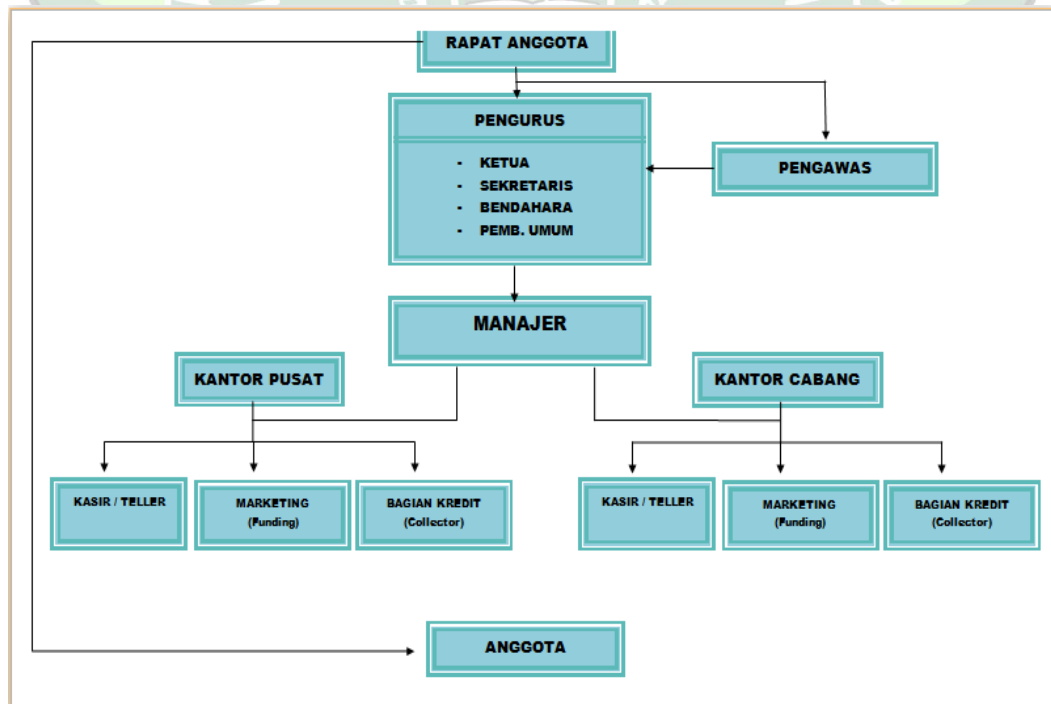 RAPAT ANGGOTA
PENGURUS
- KETUA
- SEKRETARIS
- BENDAHARA
- PEMB. UMUM
PENGAWAS
MANAJER
KANTOR PUSAT
KANTOR CABANG
KASIR / TELLER
MARKETING
(Funding)
BAGIAN KREDIT
(Collector)
KASIR / TELLER
MARKETING
(Funding)
BAGIAN KREDIT
(Collector)
ANGGOTA